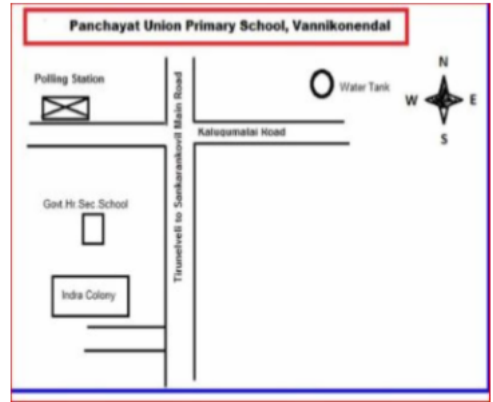 Panchayat Union Primary School, Vannikonendal
Polling Station
N
Water Tank
W
E
S
Kalugumalai Road
Tirunelveli to Sankarankovil Main Road
Govt Hr.Sec.School
Indra Colony